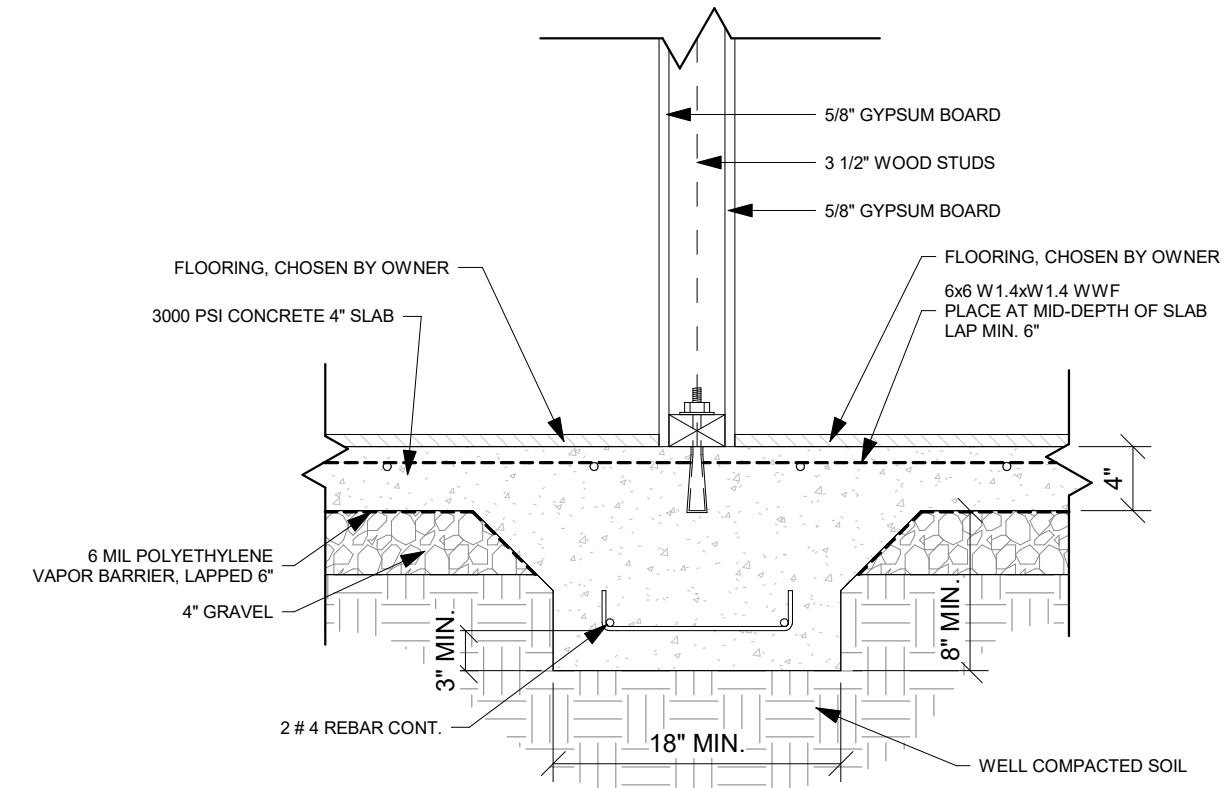 5/8" GYPSUM BOARD
3 1/2" WOOD STUDS
5/8" GYPSUM BOARD
FLOORING, CHOSEN BY OWNER
FLOORING, CHOSEN BY OWNER
6x6 W1.4xW1.4 WWF
PLACE AT MID-DEPTH OF SLAB
LAP MIN. 6"
3000 PSI CONCRETE 4" SLAB
4"
6 MIL POLYETHYLENE
VAPOR BARRIER, LAPPED 6"
4" GRAVEL
3" MIN.
8" MIN.
2 # 4 REBAR CONT.
18" MIN.
WELL COMPACTED SOIL